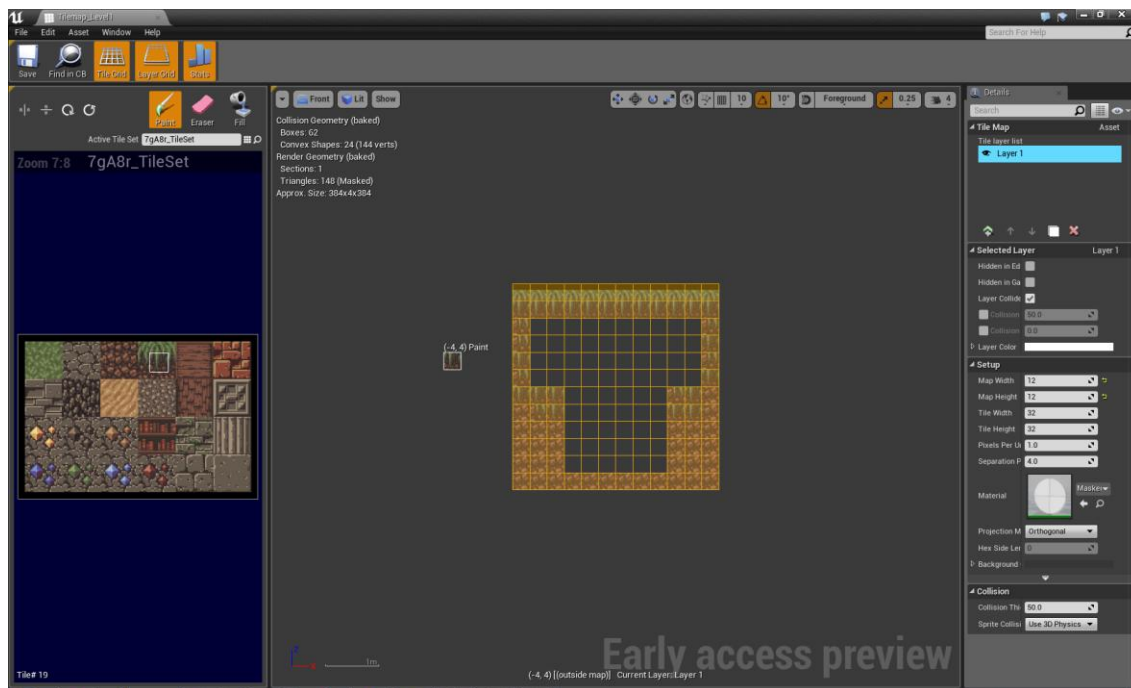 Tilemap_Level1
File Edit Asset Window Help
Search For Help
Save Find in CB Tile Grid Layer Grid Stats
Paint Eraser Fill
Active Tile Set 7gA8r_TileSet
Zoom 7:8 7gA8r_TileSet
Tile# 19
Front Lit Show
10 10° Foreground 0.25 4
Collision Geometry (baked)
Boxes: 62
Convex Shapes: 24 (144 verts)
Render Geometry (baked)
Sections: 1
Triangles: 148 (Masked)
Approx. Size: 384x4x384
(-4, 4) Paint
Z
X
1m
Early access preview
(-4, 4) [(outside map)] Current Layer: Layer 1
Details
Search
Tile Map Asset
Tile layer list
Layer 1
Selected Layer Layer 1
Hidden in Ed
Hidden in Ga
Layer Collide
Collision 50.0
Collision 0.0
Layer Color
Setup
Map Width 12
Map Height 12
Tile Width 32
Tile Height 32
Pixels Per Un 1.0
Separation P 4.0
Material Masked
Projection M Orthogonal
Hex Side Len 0
Background
Collision
Collision Thi 50.0
Sprite Collisi Use 3D Physics